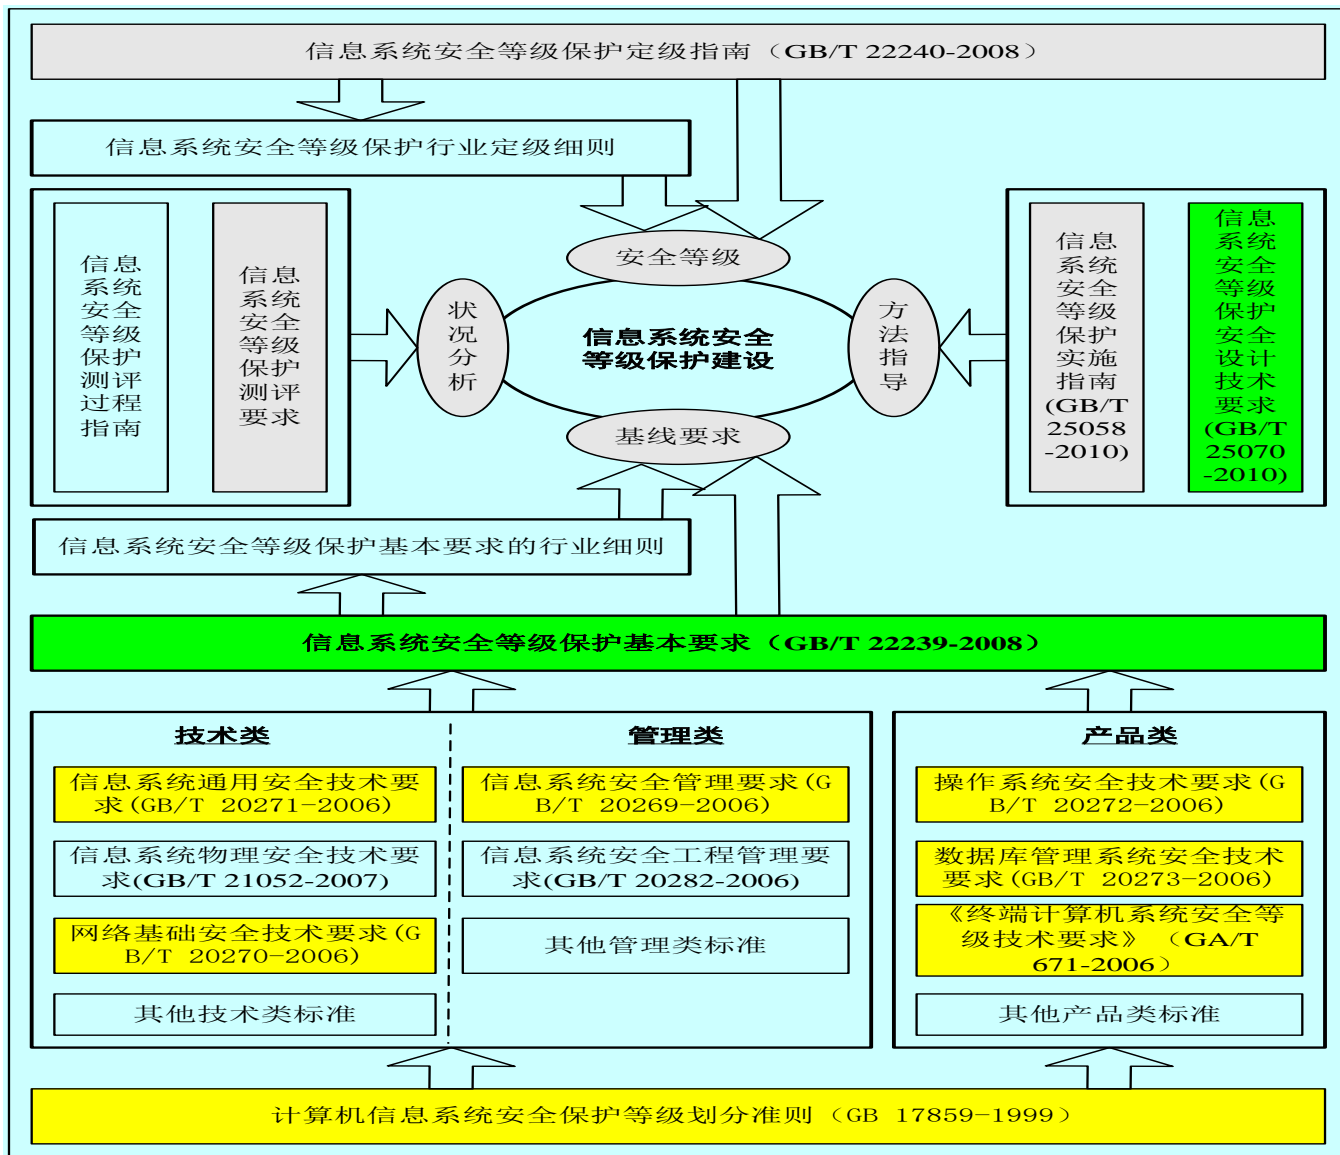 信息系统安全等级保护定级指南（GB/T 22240-2008）
信息系统安全等级保护行业定级细则
信息
系统
安全
等级
保护
测评
过程
指南
信息
系统
安全
等级
保护
测评
要求
状
况
分
析
安全等级
信息系统安全
等级保护建设
基线要求
方
法
指
导
信息
系统
安全
等级
保护
实施
指南
(GB/T
25058
-2010)
信息
系统
安全
等级
保护
安全
设计
技术
要求
(GB/T
25070
-2010)
信息系统安全等级保护基本要求的行业细则
信息系统安全等级保护基本要求（GB/T 22239-2008）
技术类
信息系统通用安全技术要
求(GB/T 20271-2006)
信息系统物理安全技术要
求(GB/T 21052-2007)
网络基础安全技术要求(G
B/T 20270-2006)
其他技术类标准
管理类
信息系统安全管理要求(G
B/T 20269-2006)
信息系统安全工程管理要
求(GB/T 20282-2006)
其他管理类标准
产品类
操作系统安全技术要求(G
B/T 20272-2006)
数据库管理系统安全技术
要求(GB/T 20273-2006)
《终端计算机系统安全等
级技术要求》（GA/T
671-2006）
其他产品类标准
计算机信息系统安全保护等级划分准则（GB 17859-1999）